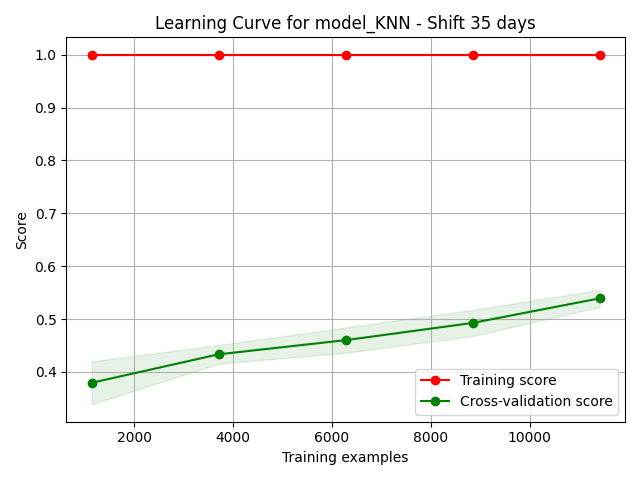 Learning Curve for model_KNN - Shift 35 days
1.0
0.9
0.8
0.7
0.6
0.5
0.4
Score
2000 4000 6000 8000 10000
Training examples
Training score
Cross-validation score